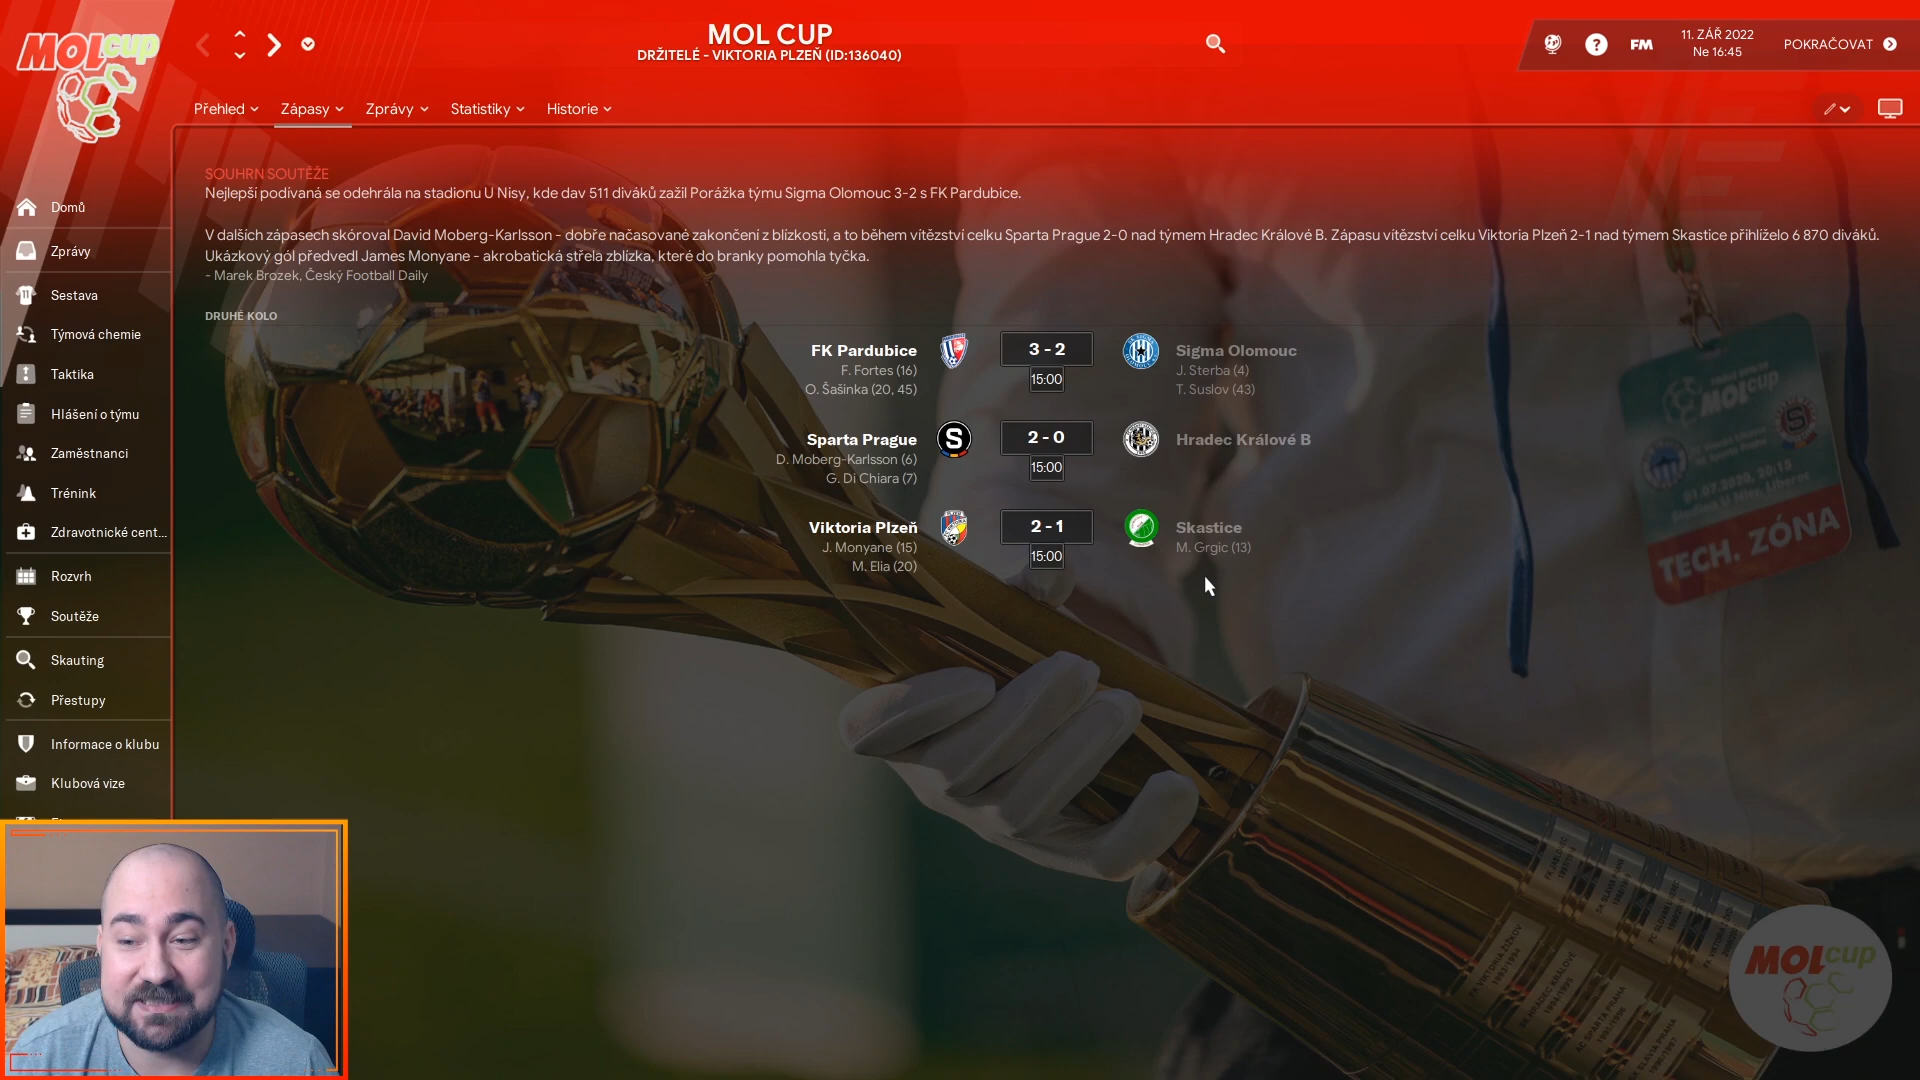 MOLcup
MOL CUP
DRŽITELÉ - VIKTORIA PLZEŇ (ID:136040)
FM
11. ZÁŘ 2022
Ne 16:45
POKRAČOVAT
Přehled
Zápasy
Zprávy
Statistiky
Historie
SOUHRN SOUTĚŽE
Nejlepší podívaná se odehrála na stadionu U Nisy, kde dav 511 diváků zažil Porážka týmu Sigma Olomouc 3-2 s FK Pardubice.
V dalších zápasech skóroval David Moberg-Karlsson - dobře načasované zakončení z blízkosti, a to během vítězství celku Sparta Prague 2-0 nad týmem Hradec Králové B. Zápasu vítězství celku Viktoria Plzeň 2-1 nad týmem Skastice přihlíželo 6 870 diváků.
Ukázkový gól předvedl James Monyane - akrobatická střela zblízka, které do branky pomohla tyčka.
- Marek Brozek, Český Football Daily
DRUHÉ KOLO
FK Pardubice
3 - 2
Sigma Olomouc
F. Fortes (16)
J. Sterba (4)
15:00
O. Šašinka (20, 45)
T. Suslov (43)
Sparta Prague
S
2 - 0
Hradec Králové B
D. Moberg-Karlsson (6)
15:00
G. Di Chiara (7)
Viktoria Plzeň
2 - 1
Skastice
J. Monyane (15)
M. Grgic (13)
15:00
M. Elia (20)
Domů
Zprávy
Sestava
Týmová chemie
Taktika
Hlášení o týmu
Zaměstnanci
Trénink
Zdravotnické cent...
Rozvrh
Soutěže
Skauting
Přestupy
Informace o klubu
Klubová vize
MOLcup
01.07.2020, 20:15
TECH. ZÓNA
MOLcup